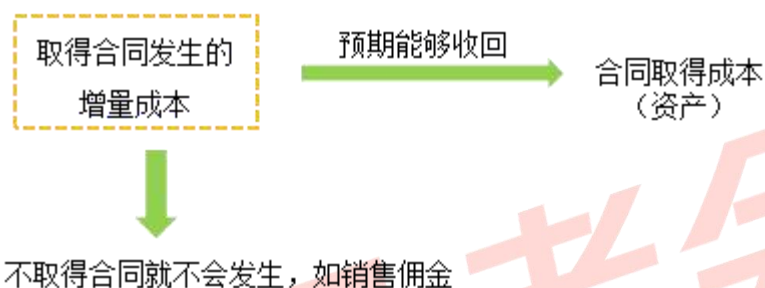 取得合同发生的
增量成本
预期能够收回
合同取得成本
（资产）
不取得合同就不会发生，如销售佣金